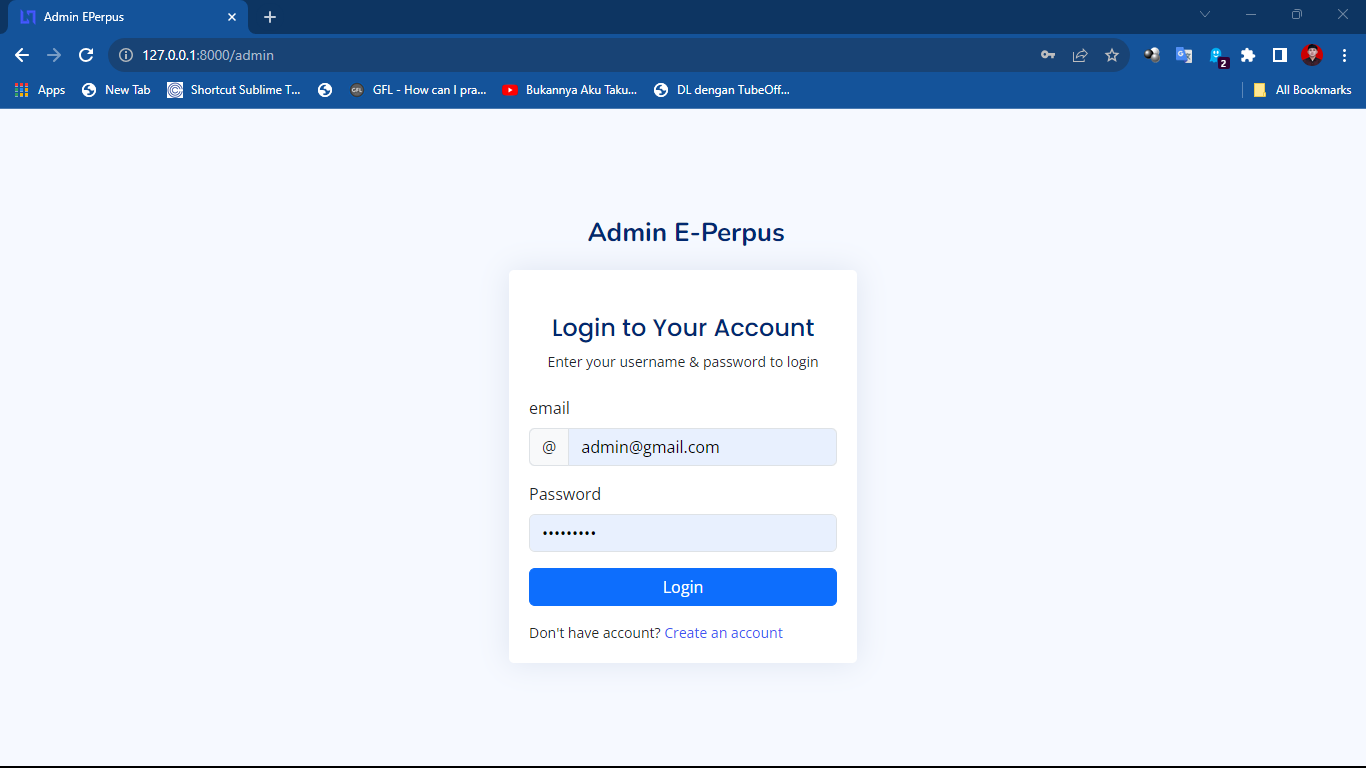 Admin EPerpus
127.0.0.1:8000/admin
2
Apps
New Tab
Shortcut Sublime T...
GFL - How can I pra...
Bukannya Aku Taku...
DL dengan TubeOff...
All Bookmarks
Admin E-Perpus
Login to Your Account
Enter your username & password to login
email
@ admin@gmail.com
Password
•••••••••
Login
Don't have account? Create an account